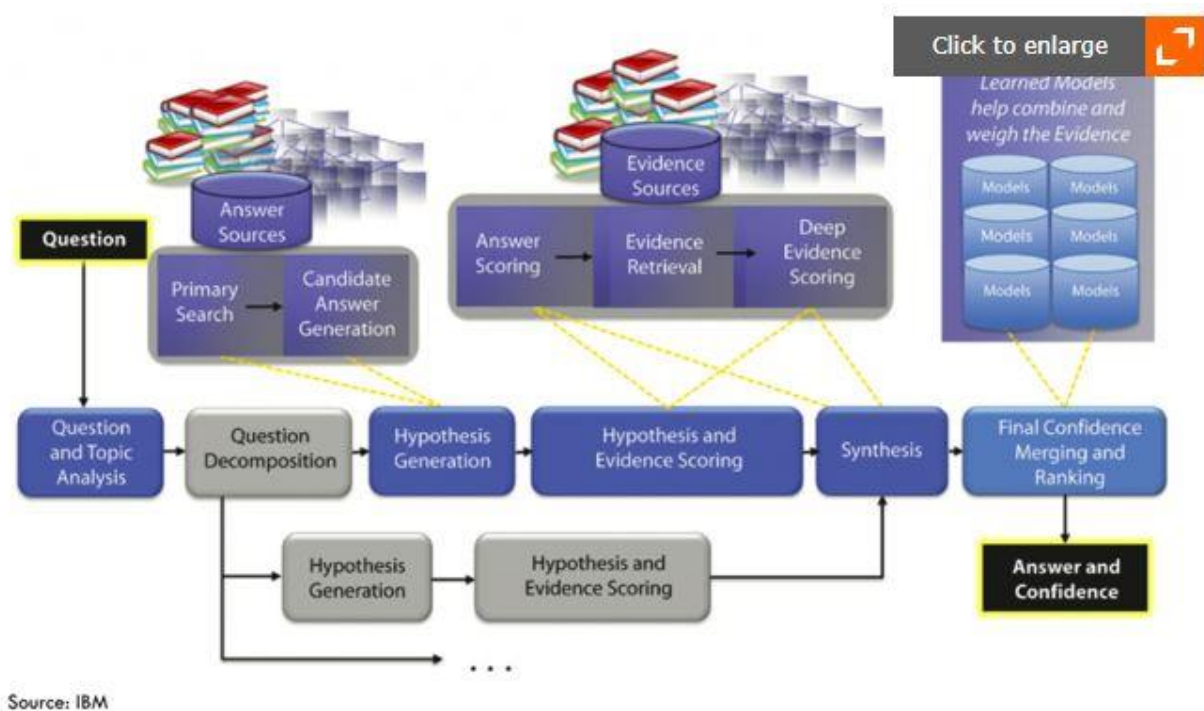 Click to enlarge
Learned Models
help combine and
weigh the Evidence
Models
Models
Models
Models
Models
Models
Answer
Sources
Evidence
Sources
Question
Primary
Search
Candidate
Answer
Generation
Answer
Scoring
Evidence
Retrieval
Deep
Evidence
Scoring
Question
and Topic
Analysis
Question
Decomposition
Hypothesis
Generation
Hypothesis and
Evidence Scoring
Synthesis
Final Confidence
Merging and
Ranking
Hypothesis
Generation
Hypothesis and
Evidence Scoring
Answer and
Confidence
. . .
Source: IBM